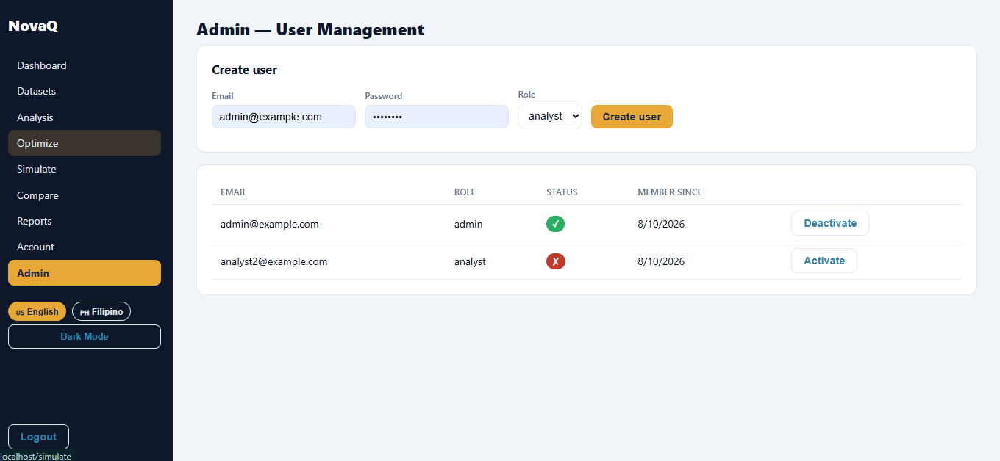 NovaQ
Dashboard
Datasets
Analysis
Optimize
Simulate
Compare
Reports
Account
Admin
US English PH Filipino
Dark Mode
Logout
localhost/simulate
Admin — User Management
Create user
Email Password Role
admin@example.com •••••••• analyst Create user
EMAIL ROLE STATUS MEMBER SINCE
admin@example.com admin ✓ 8/10/2026 Deactivate
analyst2@example.com analyst ✗ 8/10/2026 Activate